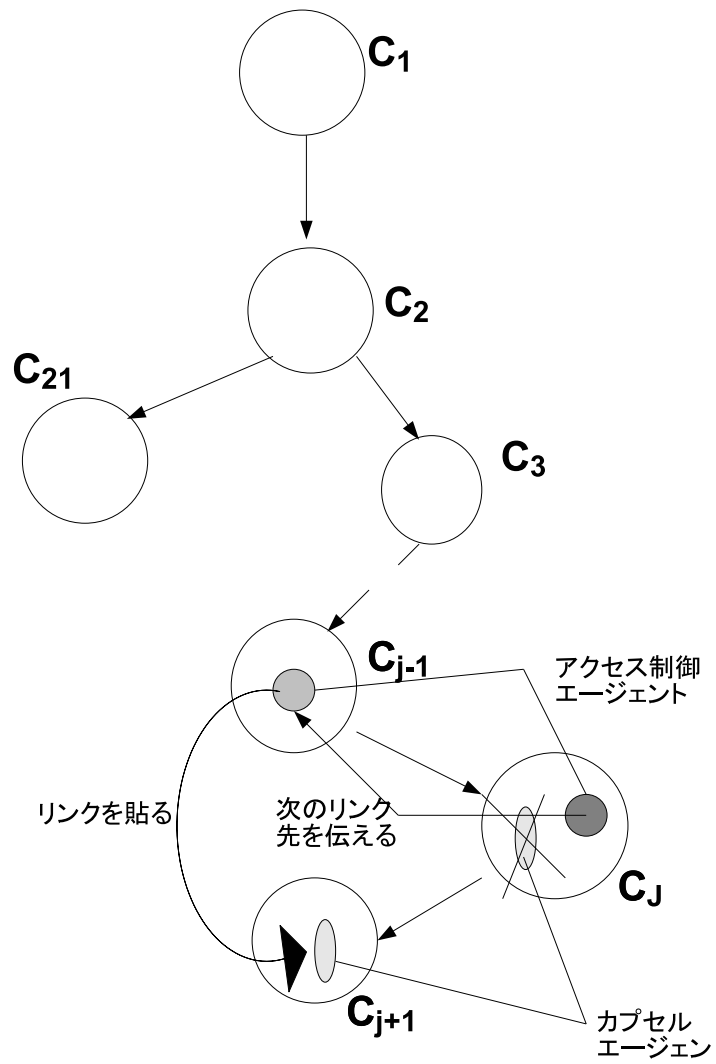 C1
C2
C21
C3
Cj-1
アクセス制御
エージェント
リンクを貼る
次のリンク
先を伝える
CJ
Cj+1
カプセル
エージェン